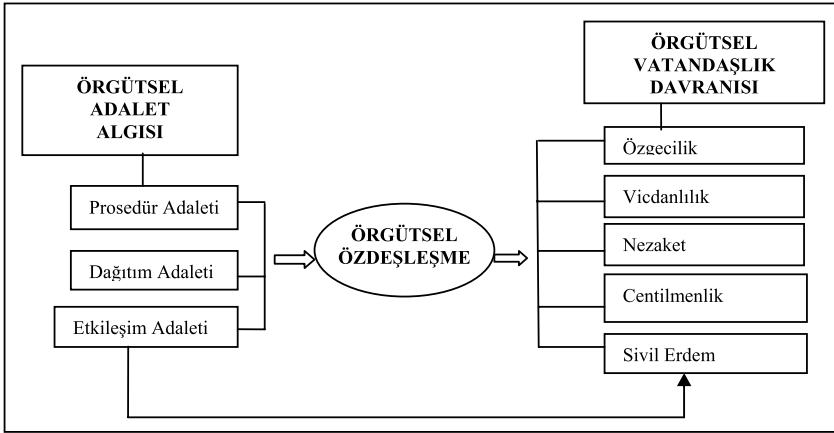 ÖRGÜTSEL
ADALET
ALGISI
Prosedür Adaleti
Dağıtım Adaleti
Etkileşim Adaleti
ÖRGÜTSEL
ÖZDEŞLEŞME
ÖRGÜTSEL
VATANDAŞLIK
DAVRANISI
Özgecilik
Vicdanlılık
Nezaket
Centilmenlik
Sivil Erdem